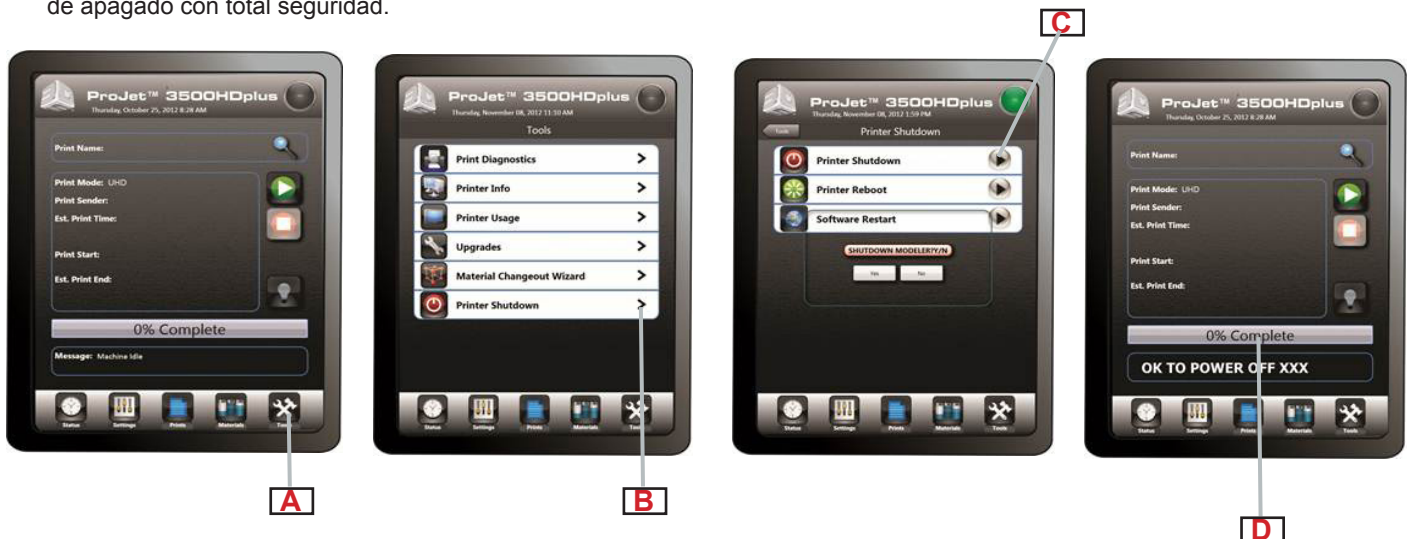 de apagado con total seguridad.
C
ProJet™ 3500HDplus
Thursday, October 25, 2012 8:28 AM
Print Name:
Print Mode: UHD
Print Sender:
Est. Print Time:
Print Start:
Est. Print End:
0% Complete
Message: Machine Idle
Status Settings Prints Materials Tools
A
ProJet™ 3500HDplus
Thursday, November 08, 2012 11:10 AM
Tools
Print Diagnostics >
Printer Info >
Printer Usage >
Upgrades >
Material Changeout Wizard >
Printer Shutdown >
Status Settings Prints Materials Tools
B
ProJet™ 3500HDplus
Thursday, November 08, 2012 1:59 PM
Tools Printer Shutdown
Printer Shutdown
Printer Reboot
Software Restart
SHUTDOWN MODELER?Y/N
Yes No
Status Settings Prints Materials Tools
ProJet™ 3500HDplus
Thursday, October 25, 2012 8:28 AM
Print Name:
Print Mode: UHD
Print Sender:
Est. Print Time:
Print Start:
Est. Print End:
0% Complete
OK TO POWER OFF XXX
Status Settings Prints Materials Tools
D